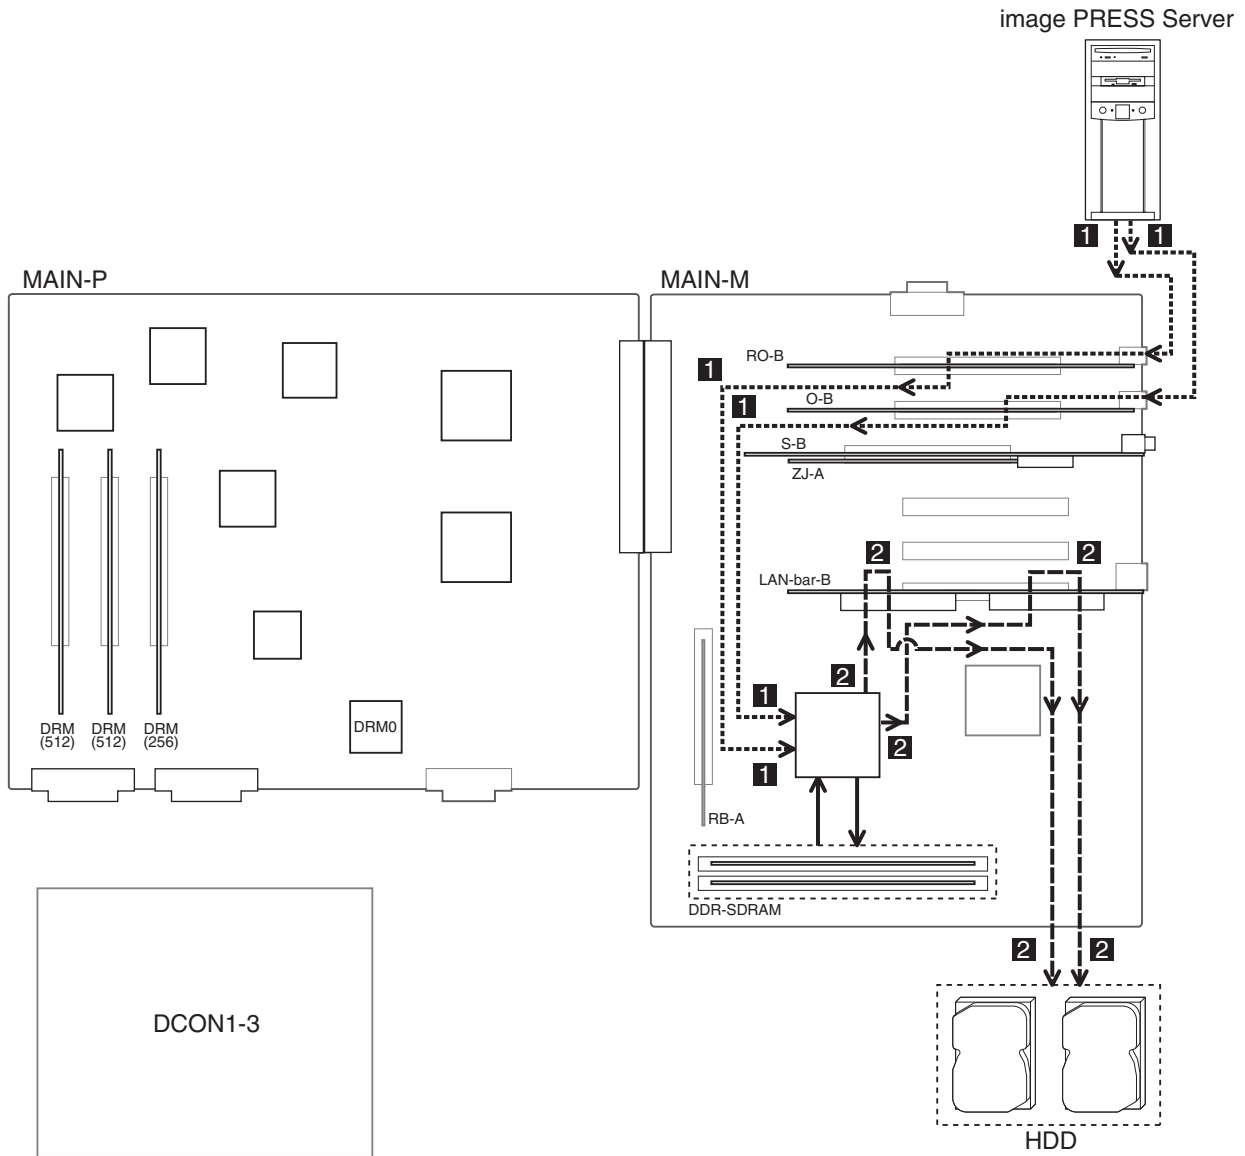 image PRESS Server
1 1
MAIN-P
MAIN-M
RO-B
1
O-B
1
S-B
ZJ-A
2 2
LAN-bar-B
2
1
2
1
DRM
(512)
DRM
(512)
DRM
(256)
DRM0
RB-A
DDR-SDRAM
2 2
DCON1-3
HDD